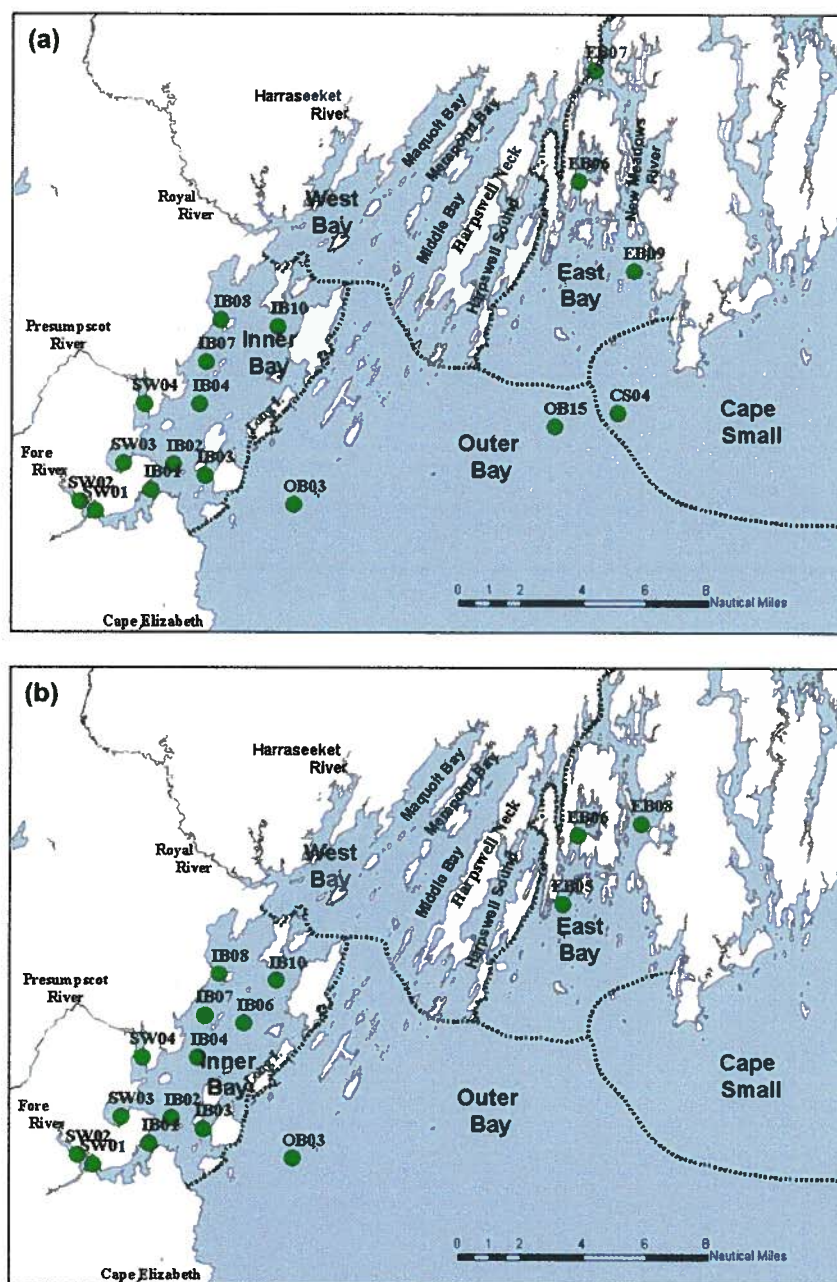 (a)
EB07
Harraseeket
River
Maquoit Bay
Merepoint Bay
Royal
River
West
Bay
Middle Bay
Harpswell Neck
Harpswell Sound
EB06
New Meadows
River
EB09
East
Bay
IB08
IB10
Inner
Bay
Presumpscot
River
IB07
SW04
IB04
Long I.
OB15
CS04
Cape
Small
Outer
Bay
SW03
IB02
Fore
River
IB03
SW02
IB01
SW01
OB03
0 1 2 4 6 8
Nautical Miles
Cape Elizabeth
(b)
Harraseeket
River
Maquoit Bay
Merepoint Bay
Royal
River
West
Bay
Middle Bay
Harpswell Neck
Harpswell Sound
EB06
EB08
EB05
East
Bay
IB08
IB10
Presumpscot
River
IB07
IB06
SW04
IB04
Inner
Bay
Long I.
Cape
Small
Outer
Bay
SW03
IB02
Fore
River
IB03
SW02
IB01
SW01
OB03
0 1 2 4 6 8
Nautical Miles
Cape Elizabeth